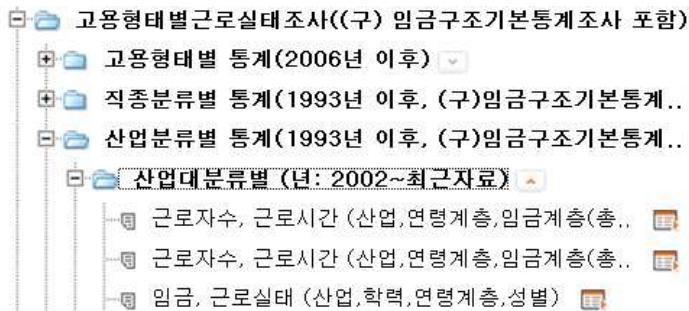 고용형태별근로실태조사((구) 임금구조기본통계조사 포함)
고용형태별 통계(2006년 이후)
직종분류별 통계(1993년 이후, (구)임금구조기본통계..
산업분류별 통계(1993년 이후, (구)임금구조기본통계..
산업대분류별 (년: 2002~최근자료)
근로자수, 근로시간 (산업,연령계층,임금계층(총..
근로자수, 근로시간 (산업,연령계층,임금계층(총..
임금, 근로실태 (산업,학력,연령계층,성별)